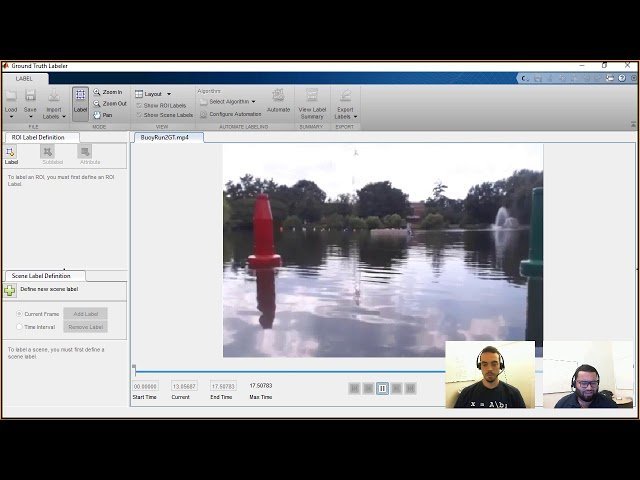 Ground Truth Labeler
LABEL
Load
Save
Import
Labels
Label
Zoom In
Zoom Out
Pan
Layout
Show ROI Labels
Show Scene Labels
Algorithm
Select Algorithm
Configure Automation
Automate
View Label
Summary
Export
Labels
FILE
MODE
VIEW
AUTOMATE LABELING
SUMMARY
EXPORT
ROI Label Definition
BuoyRun2GT.mp4
Label
Sublabel
Attribute
To label an ROI, you must first define an ROI
Label.
Scene Label Definition
Define new scene label
Current Frame
Add Label
Time Interval
Remove Label
To label a scene, you must first define a
scene label.
00.00000
13.05687
17.50783
17.50783
Start Time
Current
End Time
Max Time
x = A\b;